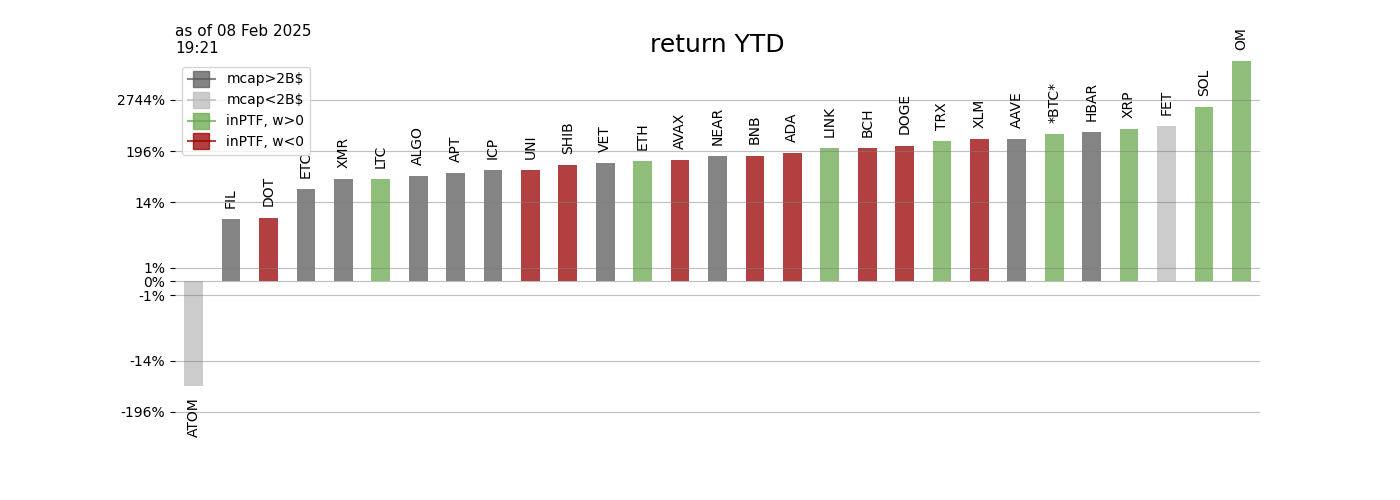 as of 08 Feb 2025
19:21
return YTD
mcap>2B$
mcap<2B$
inPTF, w>0
inPTF, w<0
2744%
196%
14%
1%
0%
-1%
-14%
-196%
ATOM
FIL
DOT
ETC
XMR
LTC
ALGO
APT
ICP
UNI
SHIB
VET
ETH
AVAX
NEAR
BNB
ADA
LINK
BCH
DOGE
TRX
XLM
AAVE
*BTC*
HBAR
XRP
FET
SOL
OM